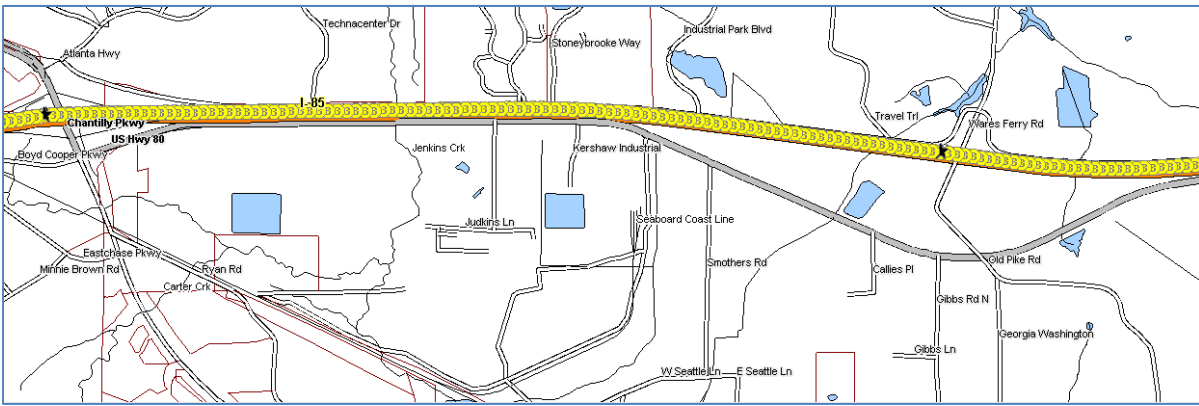 Technacenter Dr
Industrial Park Blvd
Stoneybrooke Way
Atlanta Hwy
I-85
Travel Trl
Chantilly Pkwy
Wares Ferry Rd
US Hwy 80
Boyd Cooper Pkwy
Jenkins Crk
Kershaw Industrial
Judkins Ln
Seaboard Coast Line
Eastchase Pkwy
Old Pike Rd
Smothers Rd
Minnie Brown Rd
Ryan Rd
Callies Pl
Carter Crk
Gibbs Rd N
Georgia Washington
Gibbs Ln
W Seattle Ln
E Seattle Ln